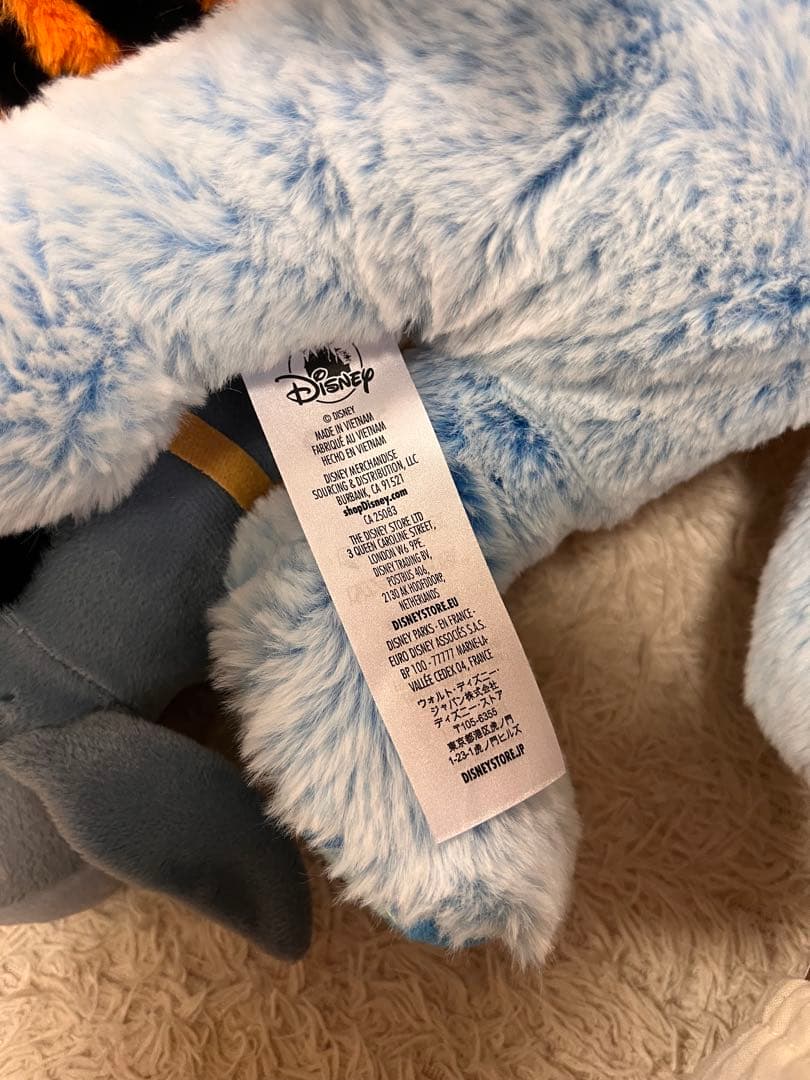 Disney
© DISNEY
MADE IN VIETNAM
FABRIQUÉ AU VIETNAM
HECHO EN VIETNAM
DISNEY MERCHANDISE
SOURCING & DISTRIBUTION, LLC
BURBANK, CA 91521
shopDisney.com
CA 25083
THE DISNEY STORE LTD
3 QUEEN CAROLINE STREET,
LONDON W6 9PE.
DISNEY TRADING BV,
POSTBUS 406,
2130 AK HOOFDDORP,
NETHERLANDS
DISNEYSTORE.EU
DISNEY PARKS - EN FRANCE-
EURO DISNEY ASSOCIÉS S.A.S.
BP 100 - 77777 MARNE-LA-
VALLÉE CEDEX 04, FRANCE
ウォルト・ディズニー・
ジャパン株式会社
ディズニー・ストア
〒105-6355
東京都港区虎ノ門
1-23-1虎ノ門ヒルズ
DISNEYSTORE.JP